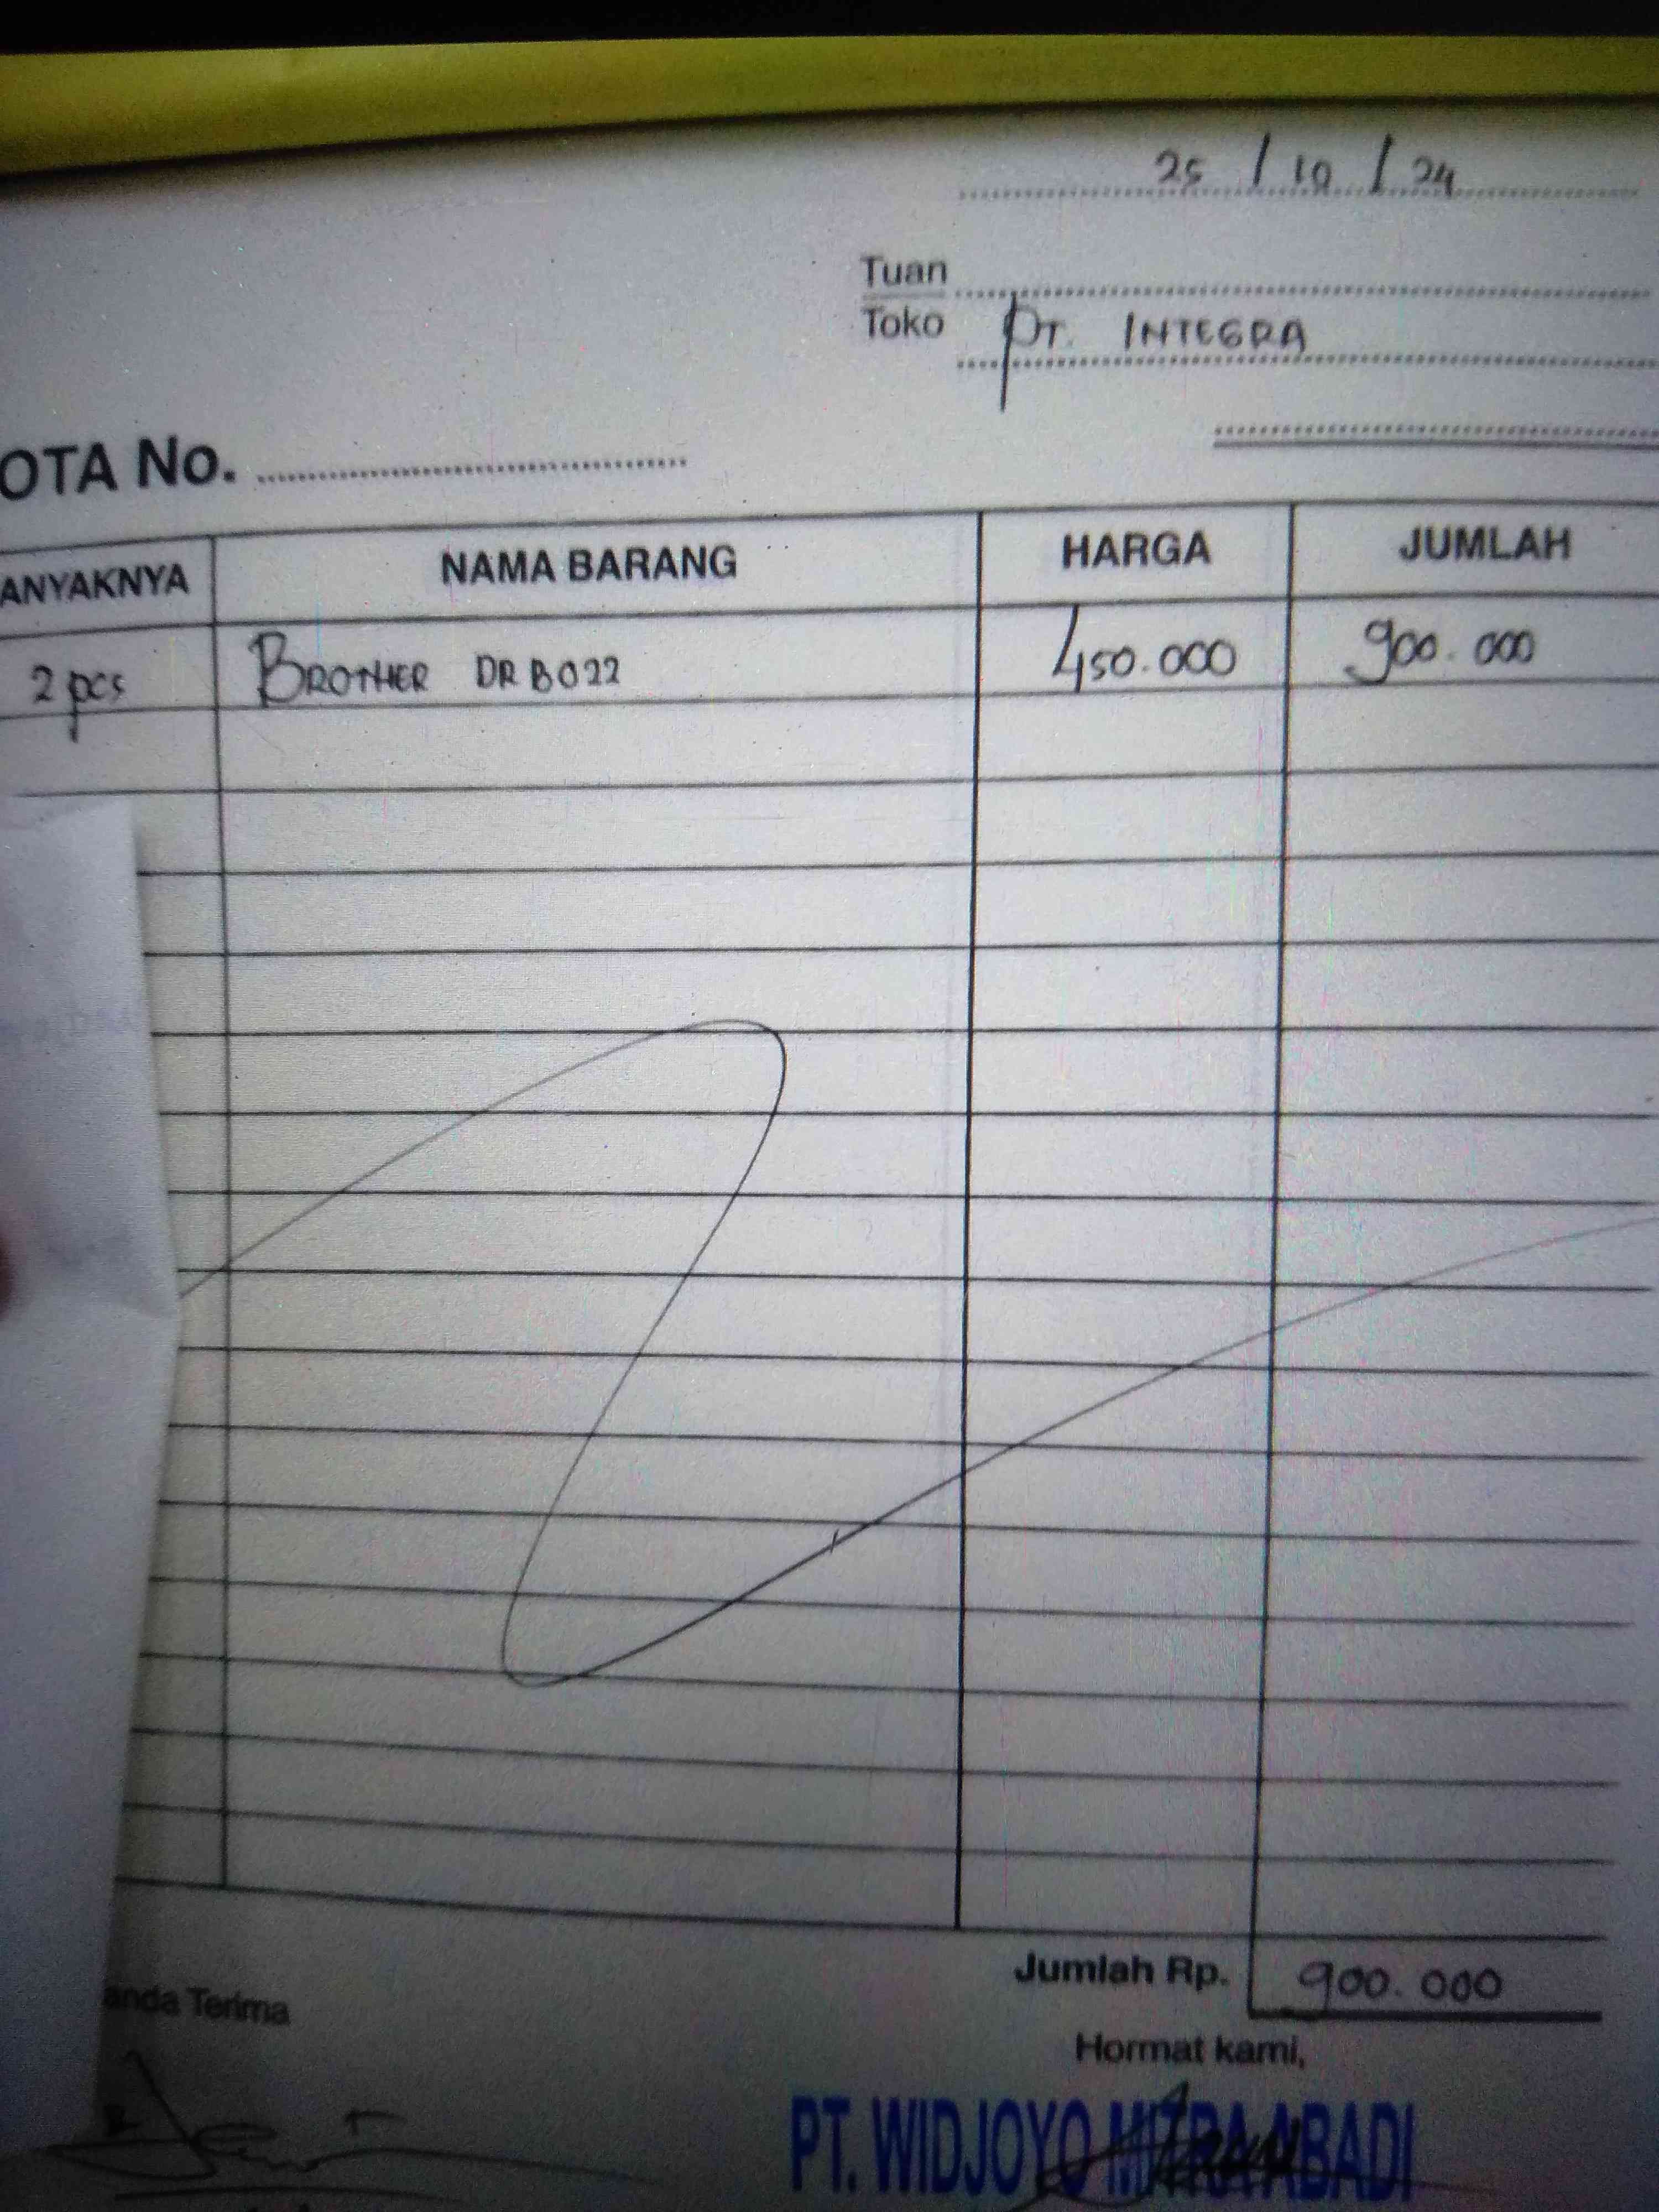 25 / 10 / 24
Tuan
Toko PT. INTEGRA
OTA No.
ANYAKNYA NAMA BARANG HARGA JUMLAH
2 pcs BROTHER DR B022 450.000 900.000
Jumlah Rp. 900.000
anda Terima
Hormat kami,
PT. WIDJOYO MITRA ABADI